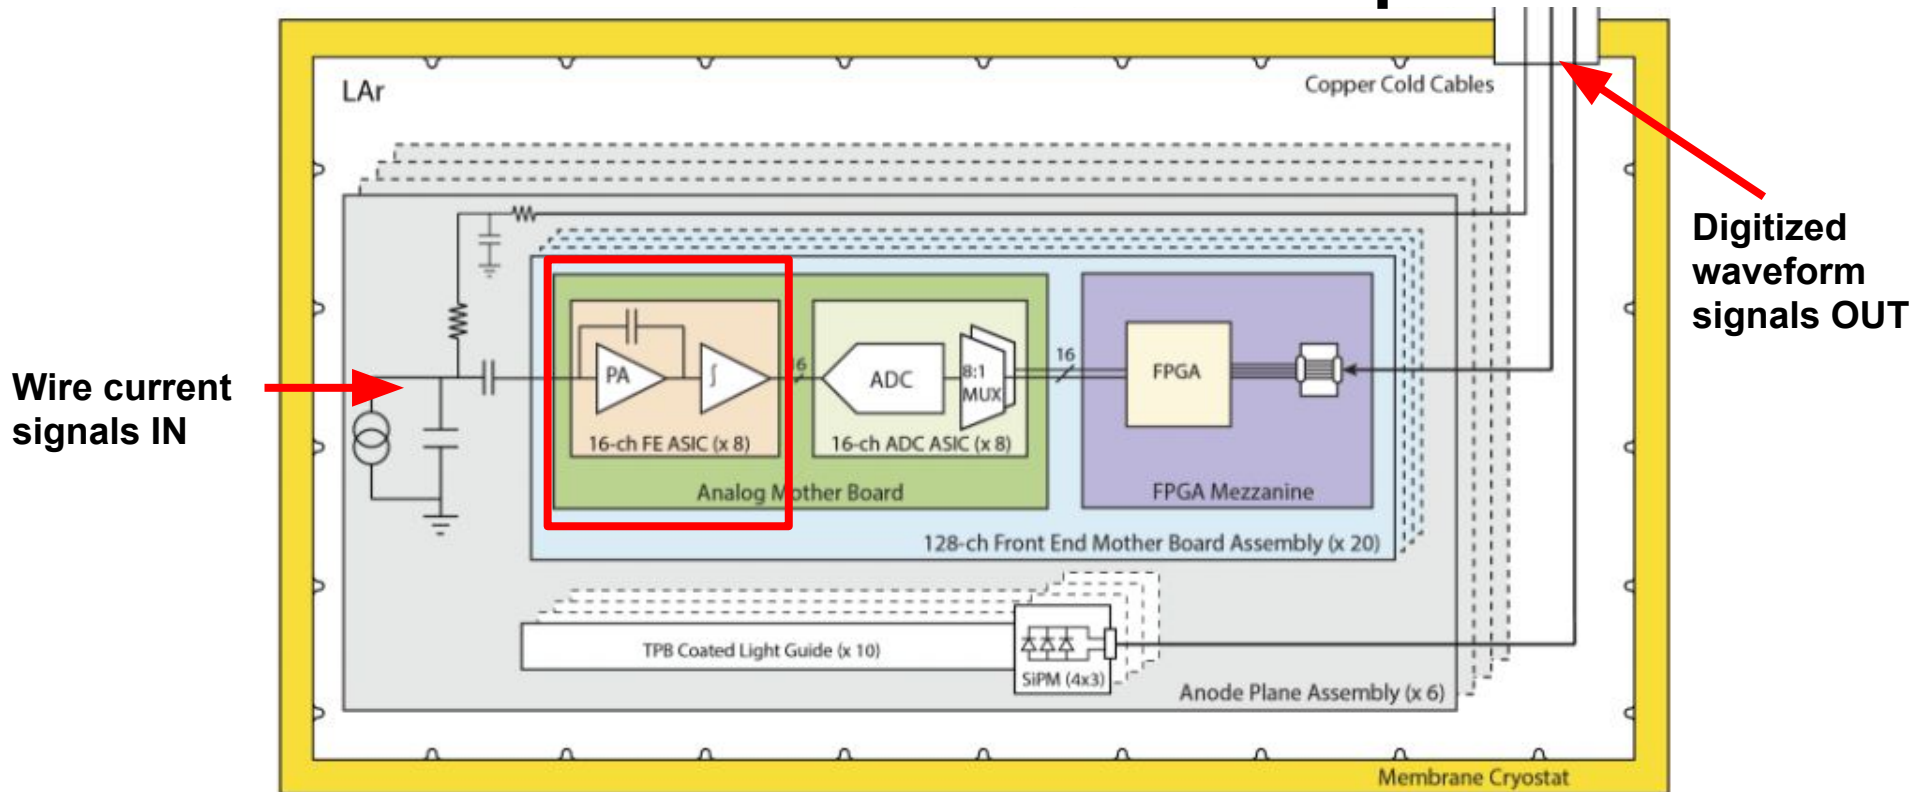 LAr
Copper Cold Cables
Digitized
waveform
signals OUT
Wire current
signals IN
PA
∫
16
ADC
8:1
MUX
16
FPGA
16-ch FE ASIC (x 8)
16-ch ADC ASIC (x 8)
Analog Mother Board
FPGA Mezzanine
128-ch Front End Mother Board Assembly (x 20)
TPB Coated Light Guide (x 10)
SiPM (4x3)
Anode Plane Assembly (x 6)
Membrane Cryostat